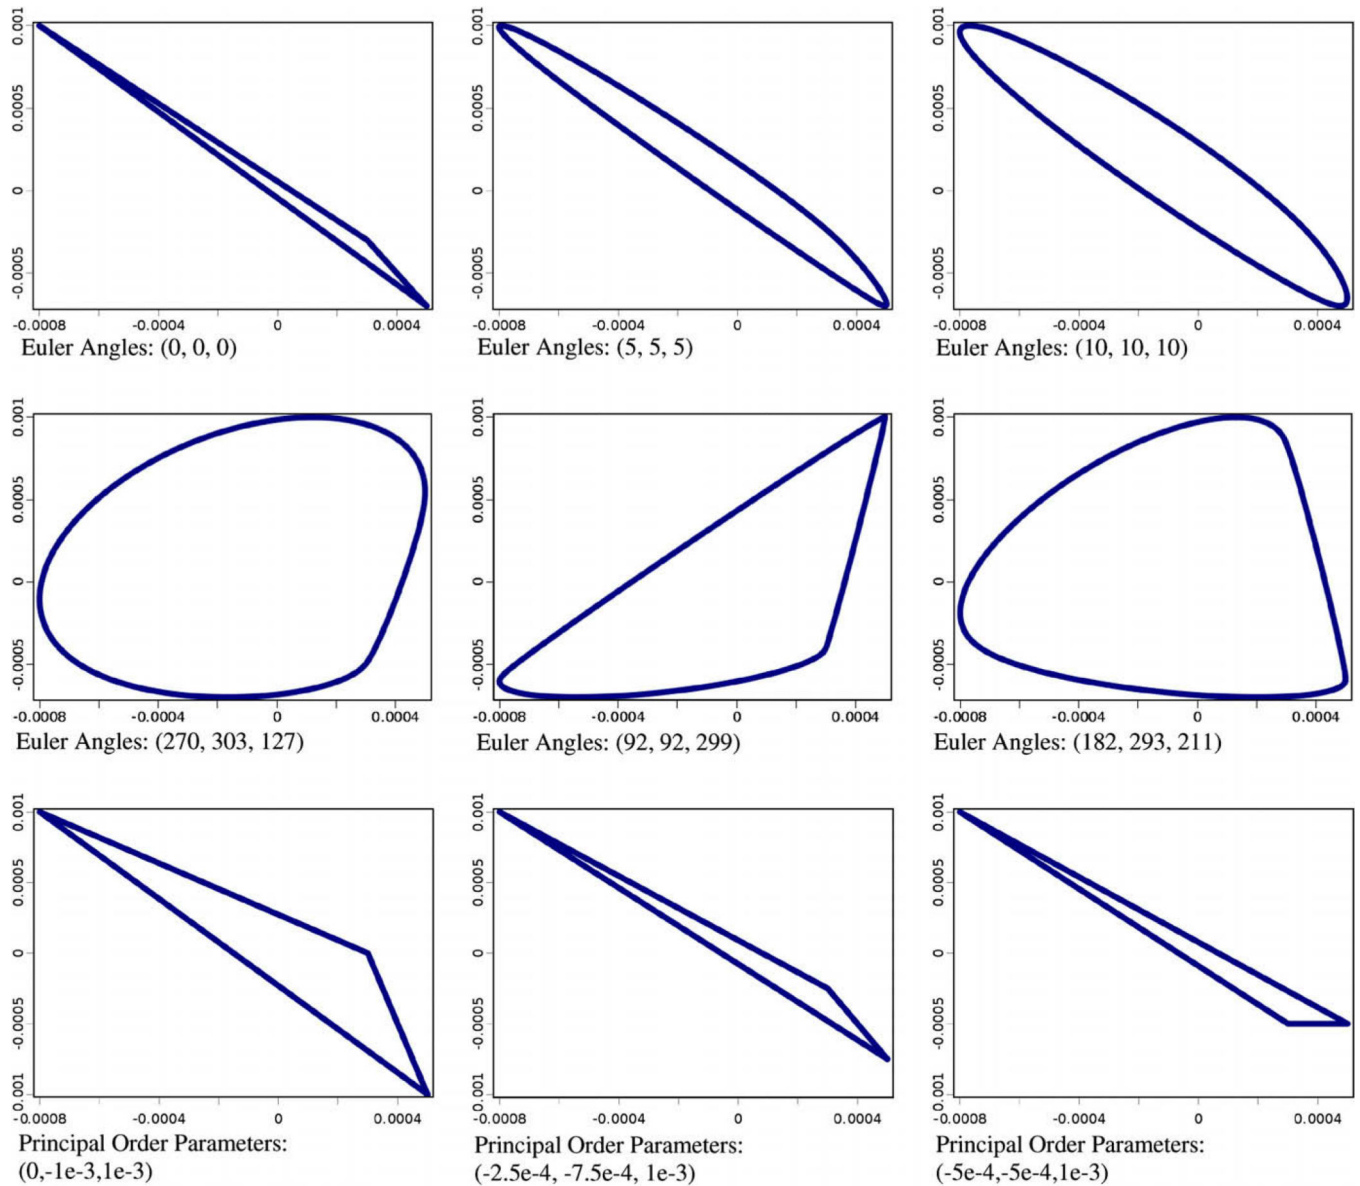 0.001
0.0005
0
-0.0005
-0.0008 -0.0004 0 0.0004
Euler Angles: (0, 0, 0)
0.001
0.0005
0
-0.0005
-0.0008 -0.0004 0 0.0004
Euler Angles: (5, 5, 5)
0.001
0.0005
0
-0.0005
-0.0008 -0.0004 0 0.0004
Euler Angles: (10, 10, 10)
0.001
0.0005
0
-0.0005
-0.0008 -0.0004 0 0.0004
Euler Angles: (270, 303, 127)
0.001
0.0005
0
-0.0005
-0.0008 -0.0004 0 0.0004
Euler Angles: (92, 92, 299)
0.001
0.0005
0
-0.0005
-0.0008 -0.0004 0 0.0004
Euler Angles: (182, 293, 211)
0.001
0.0005
0
-0.0005
0.001
-0.0008 -0.0004 0 0.0004
Principal Order Parameters:
(0,-1e-3,1e-3)
0.001
0.0005
0
-0.0005
0.001
-0.0008 -0.0004 0 0.0004
Principal Order Parameters:
(-2.5e-4, -7.5e-4, 1e-3)
0.001
0.0005
0
-0.0005
0.001
-0.0008 -0.0004 0 0.0004
Principal Order Parameters:
(-5e-4,-5e-4,1e-3)